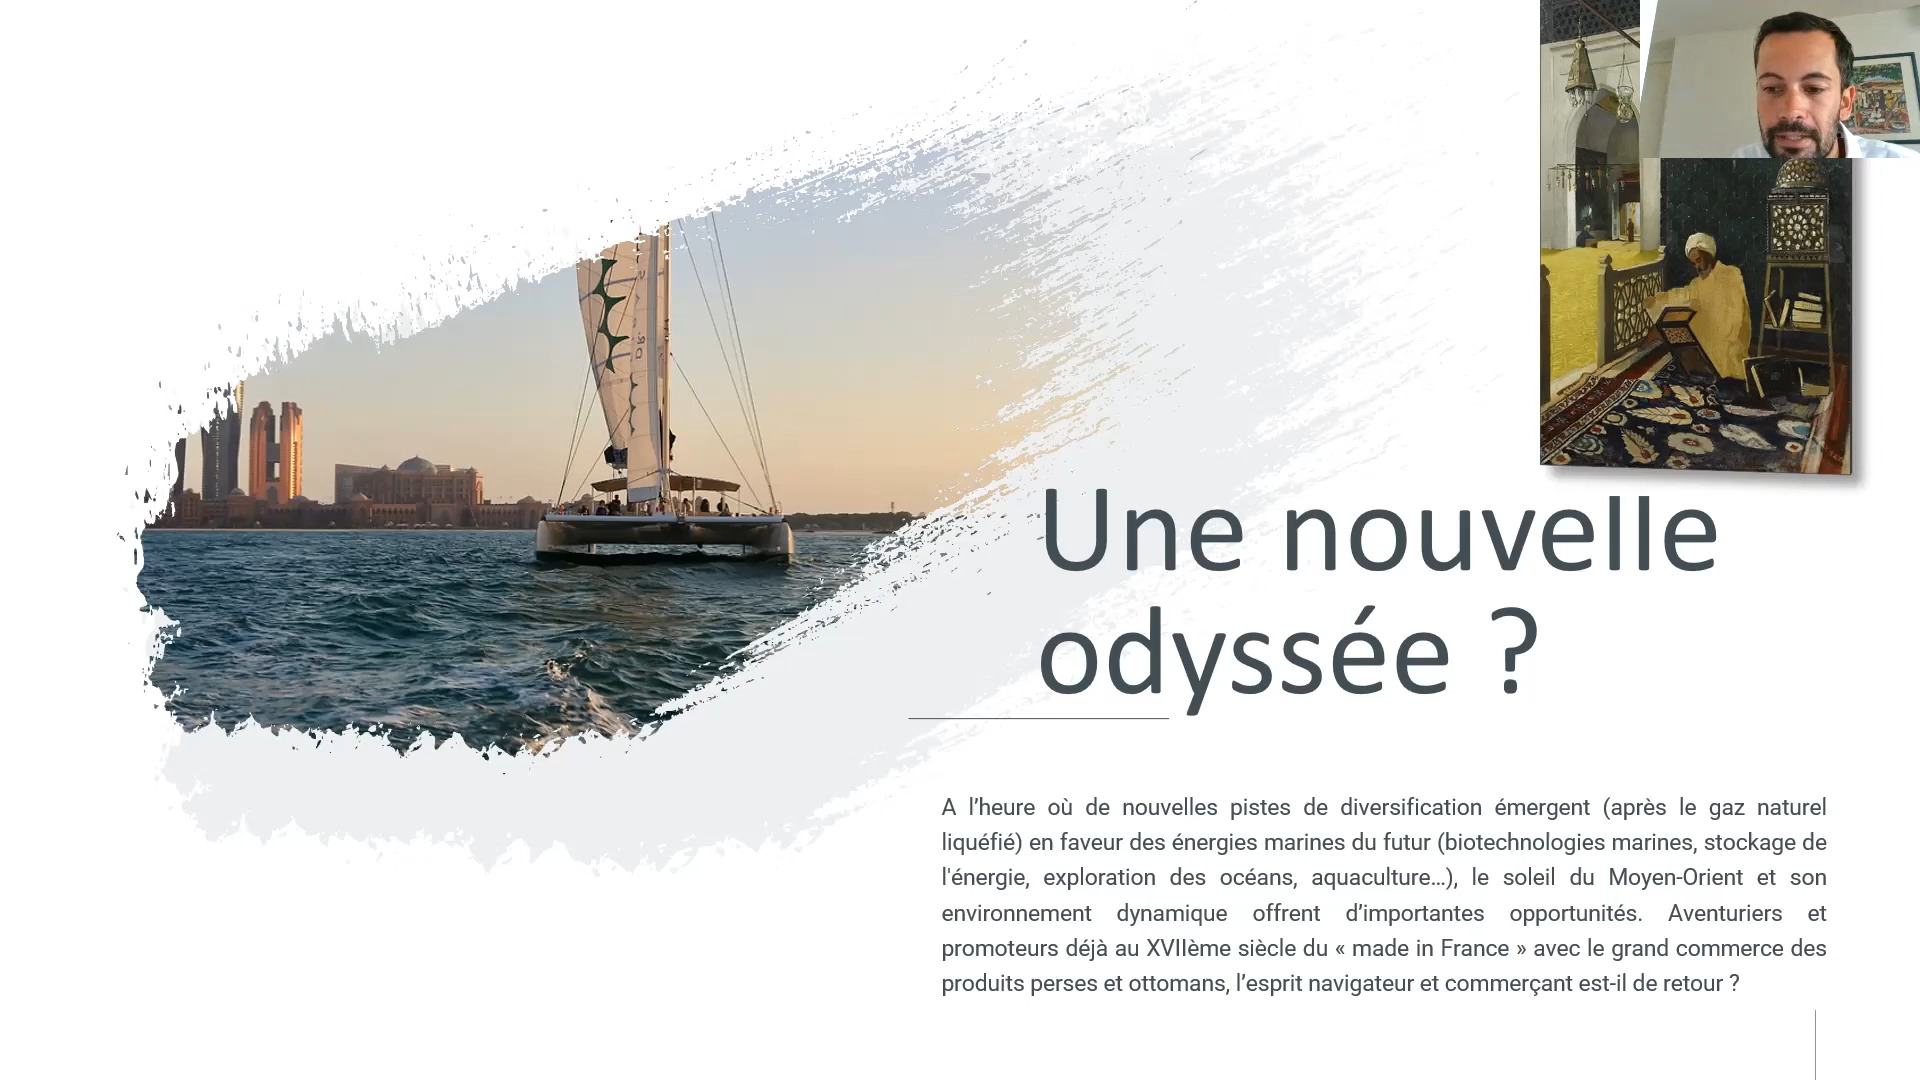 Une nouvelle
odyssée ?
A l’heure où de nouvelles pistes de diversification émergent (après le gaz naturel
liquéfié) en faveur des énergies marines du futur (biotechnologies marines, stockage de
l'énergie, exploration des océans, aquaculture…), le soleil du Moyen-Orient et son
environnement dynamique offrent d’importantes opportunités. Aventuriers et
promoteurs déjà au XVIIème siècle du « made in France » avec le grand commerce des
produits perses et ottomans, l’esprit navigateur et commerçant est-il de retour ?